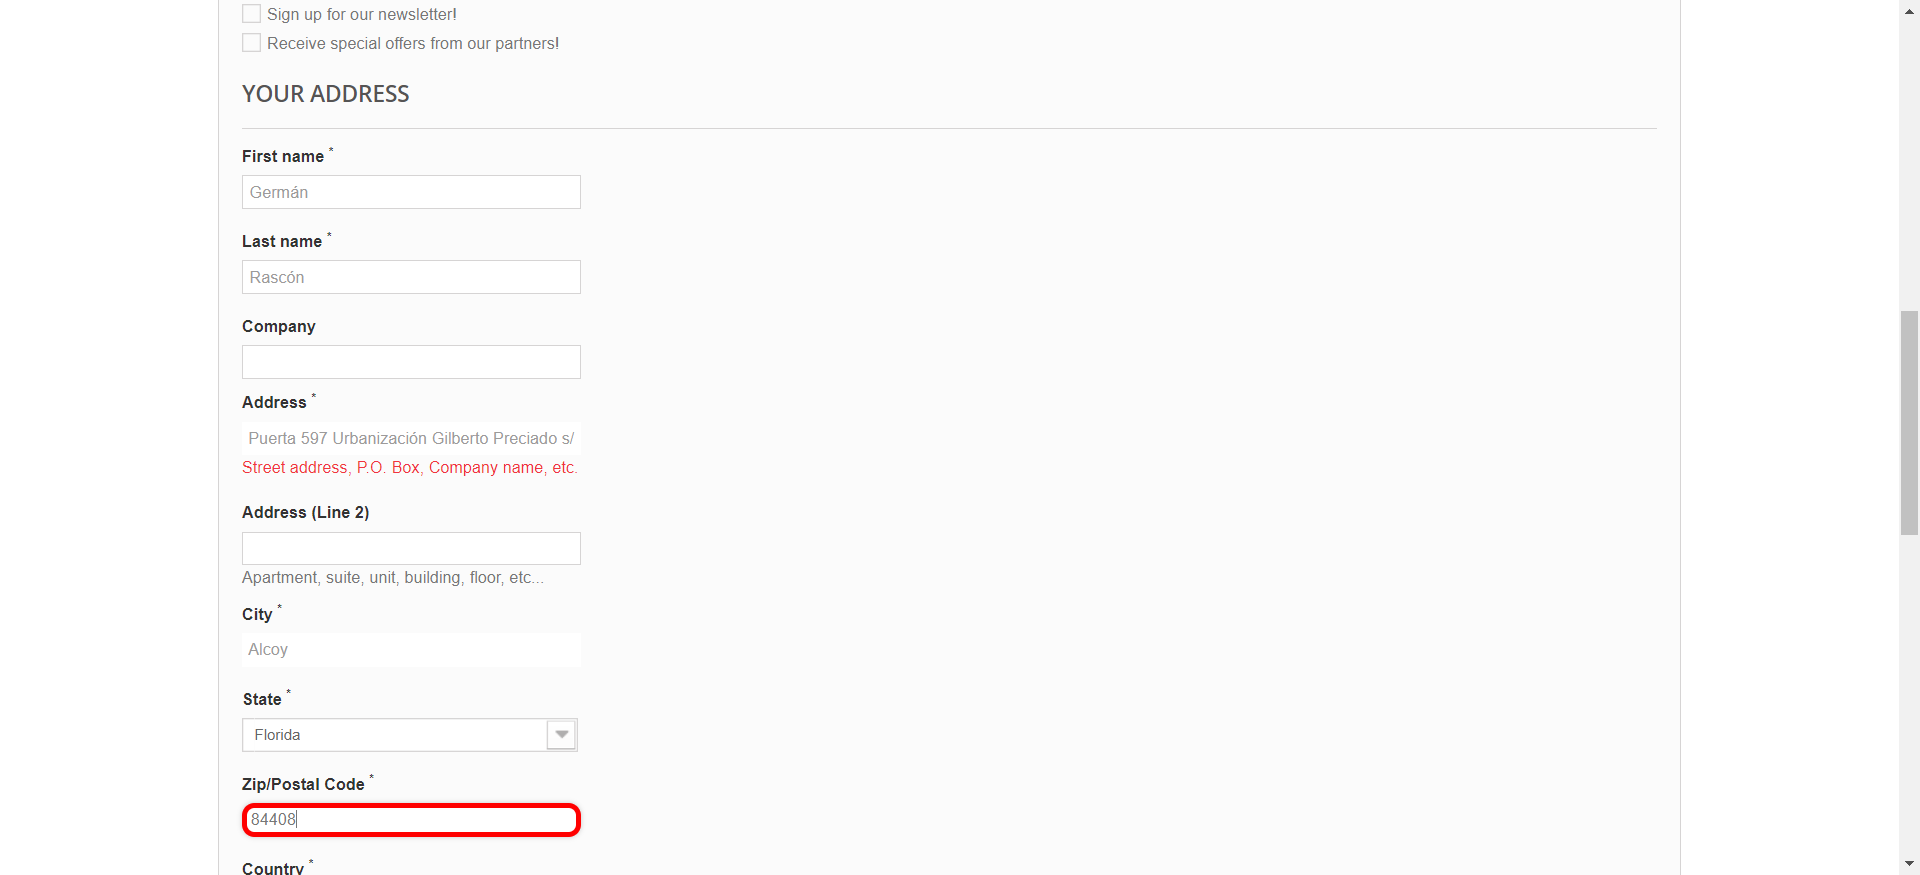 Sign up for our newsletter!
Receive special offers from our partners!
YOUR ADDRESS
First name *
Germán
Last name *
Rascón
Company
Address *
Puerta 597 Urbanización Gilberto Preciado s/
Street address, P.O. Box, Company name, etc.
Address (Line 2)
Apartment, suite, unit, building, floor, etc...
City *
Alcoy
State *
Florida
Zip/Postal Code *
84408
Country *